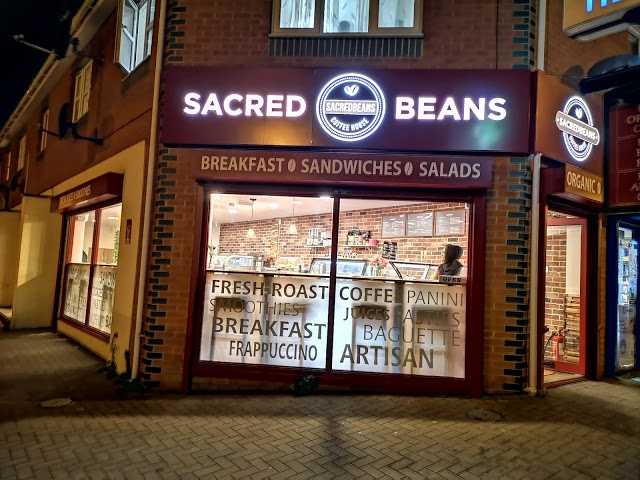 SACRED BEANS
SACREDBEANS
COFFEE HOUSE
BREAKFAST SANDWICHES SALADS
SACREDBEANS
ORGANIC
FRESH-ROAST COFFEE PANINI
SMOOTHIES JUICES
BREAKFAST BAGUETTE
FRAPPUCCINO ARTISAN